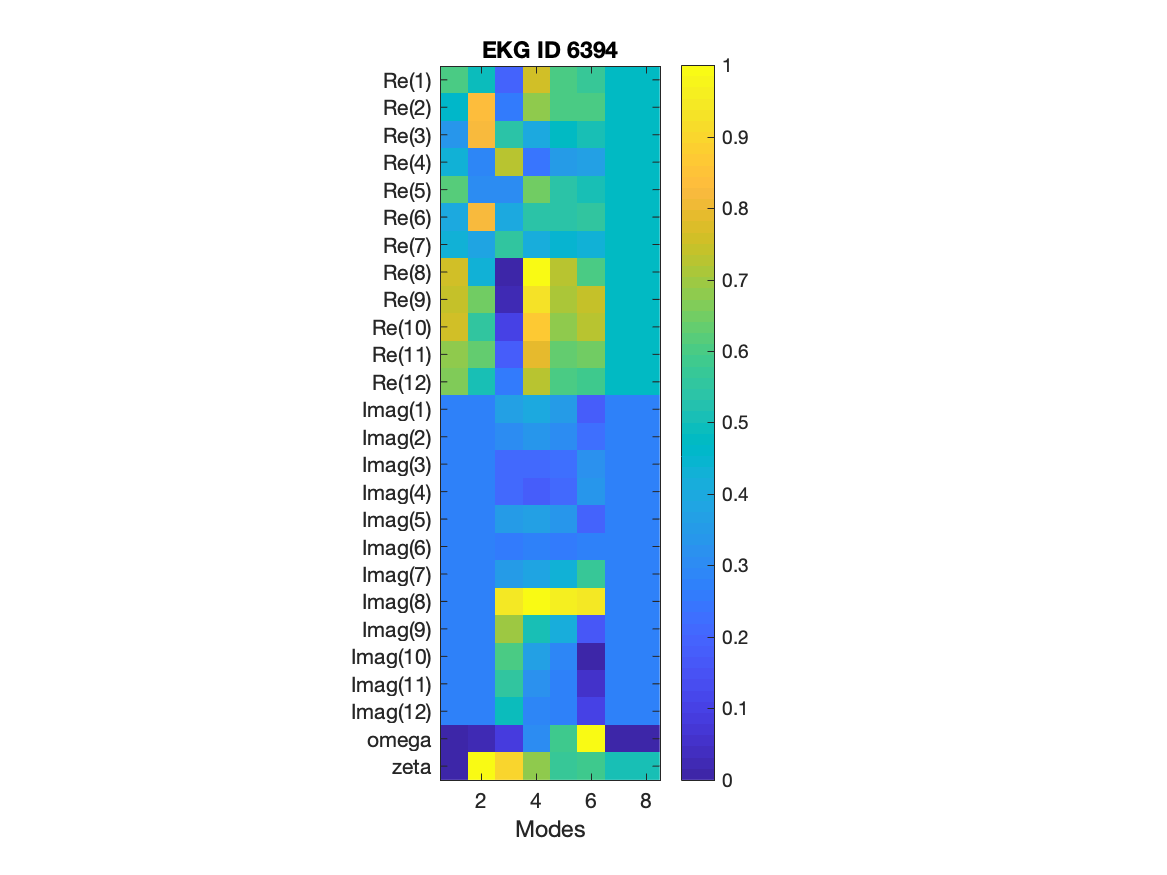 EKG ID 6394
Re(1)
Re(2)
Re(3)
Re(4)
Re(5)
Re(6)
Re(7)
Re(8)
Re(9)
Re(10)
Re(11)
Re(12)
Imag(1)
Imag(2)
Imag(3)
Imag(4)
Imag(5)
Imag(6)
Imag(7)
Imag(8)
Imag(9)
Imag(10)
Imag(11)
Imag(12)
omega
zeta
2 4 6 8
Modes
1
0.9
0.8
0.7
0.6
0.5
0.4
0.3
0.2
0.1
0